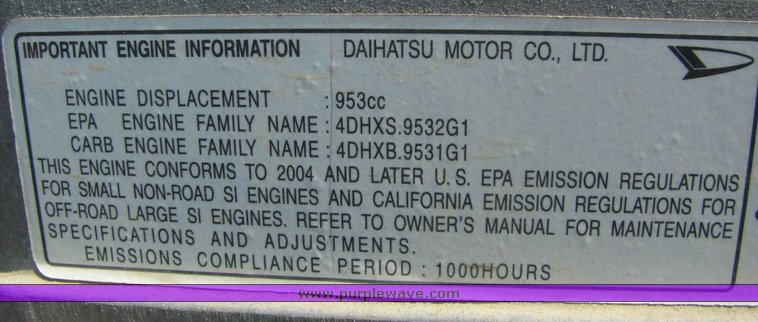 IMPORTANT ENGINE INFORMATION DAIHATSU MOTOR CO., LTD.
ENGINE DISPLACEMENT : 953cc
EPA ENGINE FAMILY NAME : 4DHXS.9532G1
CARB ENGINE FAMILY NAME : 4DHXB.9531G1
THIS ENGINE CONFORMS TO 2004 AND LATER U.S. EPA EMISSION REGULATIONS
FOR SMALL NON-ROAD SI ENGINES AND CALIFORNIA EMISSION REGULATIONS FOR
OFF-ROAD LARGE SI ENGINES. REFER TO OWNER'S MANUAL FOR MAINTENANCE
SPECIFICATIONS AND ADJUSTMENTS.
EMISSIONS COMPLIANCE PERIOD : 1000HOURS
www.purplewave.com